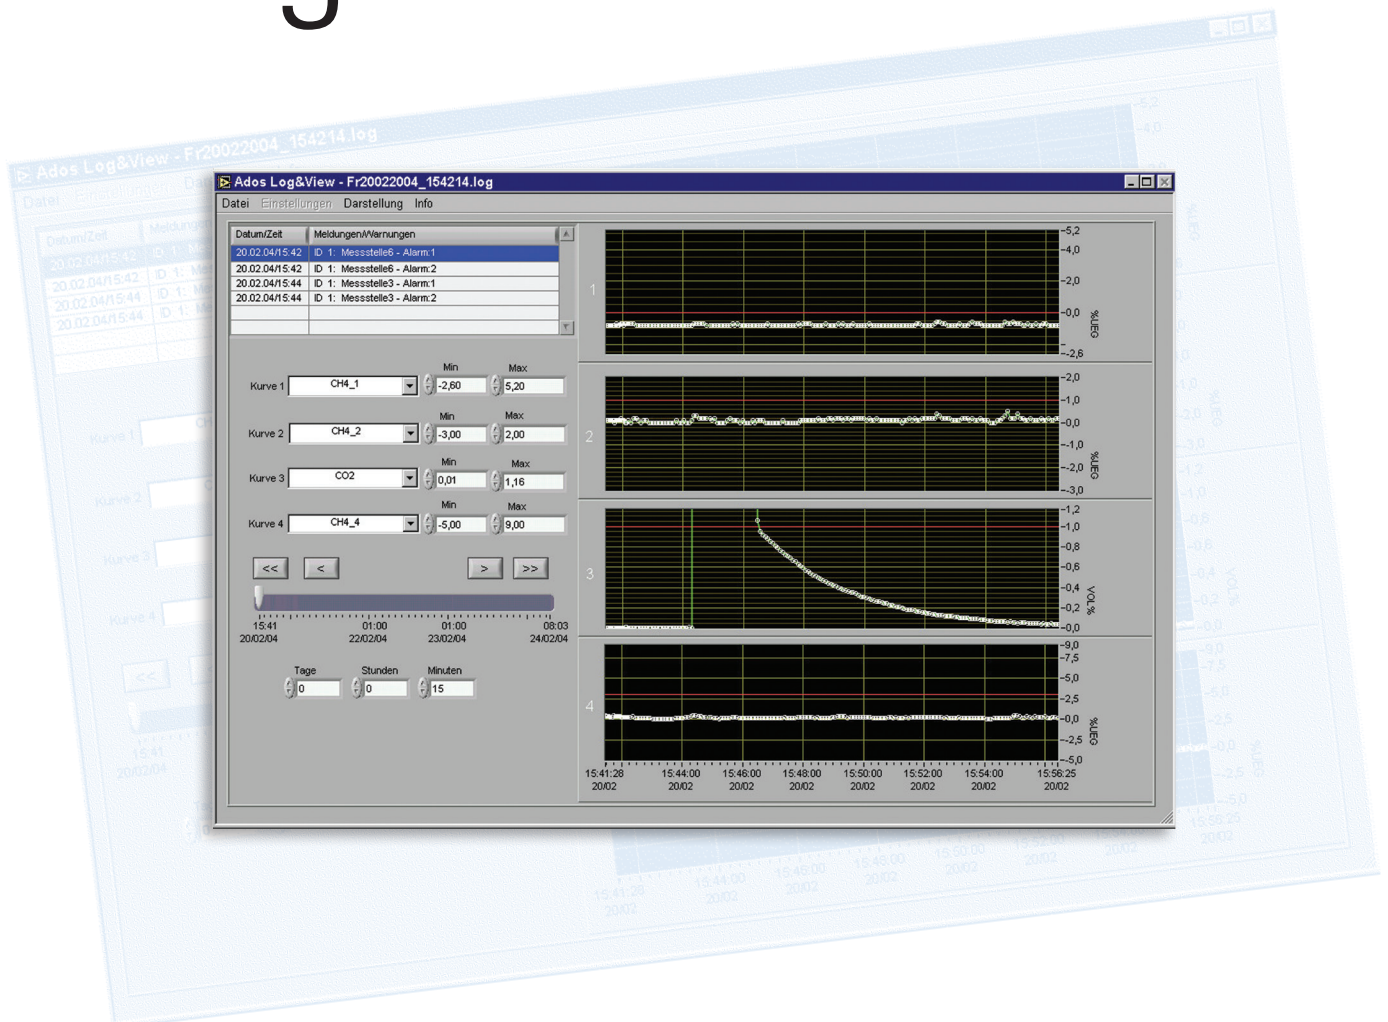 Ados Log&View - Fr20022004_154214.log
Datei Einstellungen Darstellung Info
Datum/Zeit Meldungen/Warnungen
20.02.04/15:42 ID 1: Messstelle6 - Alarm:1
20.02.04/15:42 ID 1: Messstelle6 - Alarm:2
20.02.04/15:44 ID 1: Messstelle3 - Alarm:1
20.02.04/15:44 ID 1: Messstelle3 - Alarm:2
Min Max
Kurve 1 CH4_1 -2,60 5,20
Min Max
Kurve 2 CH4_2 -3,00 2,00
Min Max
Kurve 3 CO2 0,01 1,16
Min Max
Kurve 4 CH4_4 -5,00 9,00
<< < > >>
15:41 01:00 01:00 08:03
20/02/04 22/02/04 23/02/04 24/02/04
Tage Stunden Minuten
0 0 15
1
-5,2
-4,0
-2,0
-0,0
--2,6
%UEG
2
-2,0
-1,0
-0,0
-1,0
-2,0
-3,0
%UEG
3
-1,2
-1,0
-0,8
-0,6
-0,4
-0,2
-0,0
VOL%
4
-9,0
-7,5
-5,0
-2,5
-0,0
--2,5
--5,0
%UEG
15:41:28 15:44:00 15:46:00 15:48:00 15:50:00 15:52:00 15:54:00 15:56:25
20/02 20/02 20/02 20/02 20/02 20/02 20/02 20/02